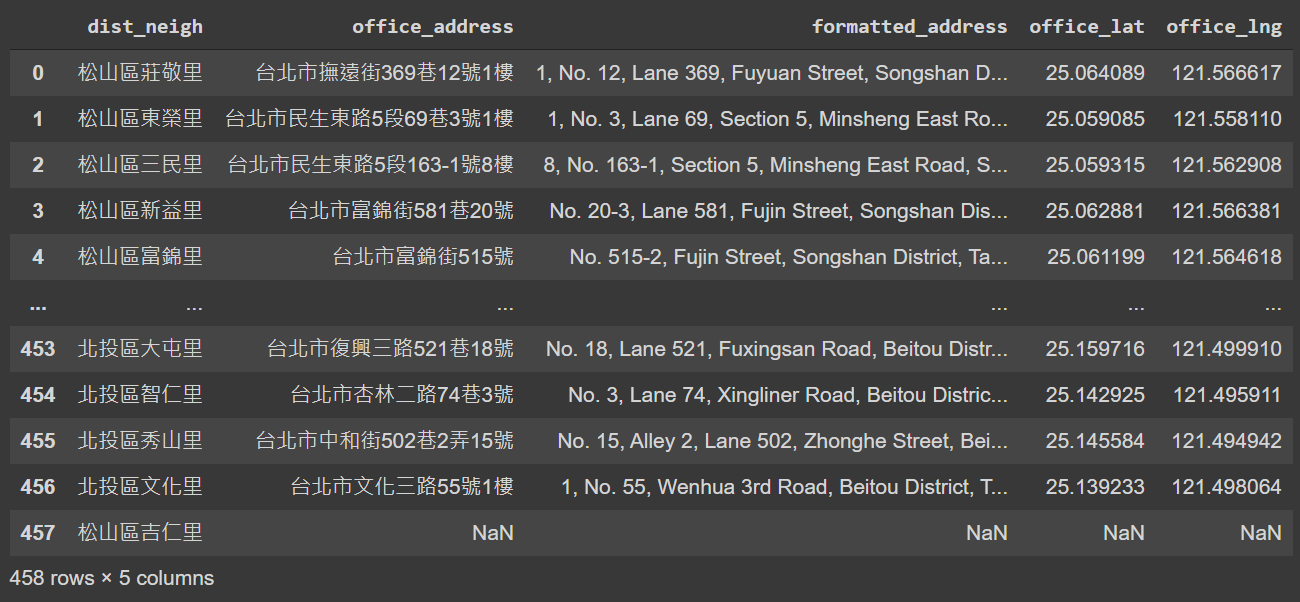 dist_neigh office_address formatted_address office_lat office_lng
0 松山區莊敬里 台北市撫遠街369巷12號1樓 1, No. 12, Lane 369, Fuyuan Street, Songshan D... 25.064089 121.566617
1 松山區東榮里 台北市民生東路5段69巷3號1樓 1, No. 3, Lane 69, Section 5, Minsheng East Ro... 25.059085 121.558110
2 松山區三民里 台北市民生東路5段163-1號8樓 8, No. 163-1, Section 5, Minsheng East Road, S... 25.059315 121.562908
3 松山區新益里 台北市富錦街581巷20號 No. 20-3, Lane 581, Fujin Street, Songshan Dis... 25.062881 121.566381
4 松山區富錦里 台北市富錦街515號 No. 515-2, Fujin Street, Songshan District, Ta... 25.061199 121.564618
... ... ... ... ... ...
453 北投區大屯里 台北市復興三路521巷18號 No. 18, Lane 521, Fuxingsan Road, Beitou Distr... 25.159716 121.499910
454 北投區智仁里 台北市杏林二路74巷3號 No. 3, Lane 74, Xingliner Road, Beitou Distric... 25.142925 121.495911
455 北投區秀山里 台北市中和街502巷2弄15號 No. 15, Alley 2, Lane 502, Zhonghe Street, Bei... 25.145584 121.494942
456 北投區文化里 台北市文化三路55號1樓 1, No. 55, Wenhua 3rd Road, Beitou District, T... 25.139233 121.498064
457 松山區吉仁里 NaN NaN NaN NaN
458 rows × 5 columns